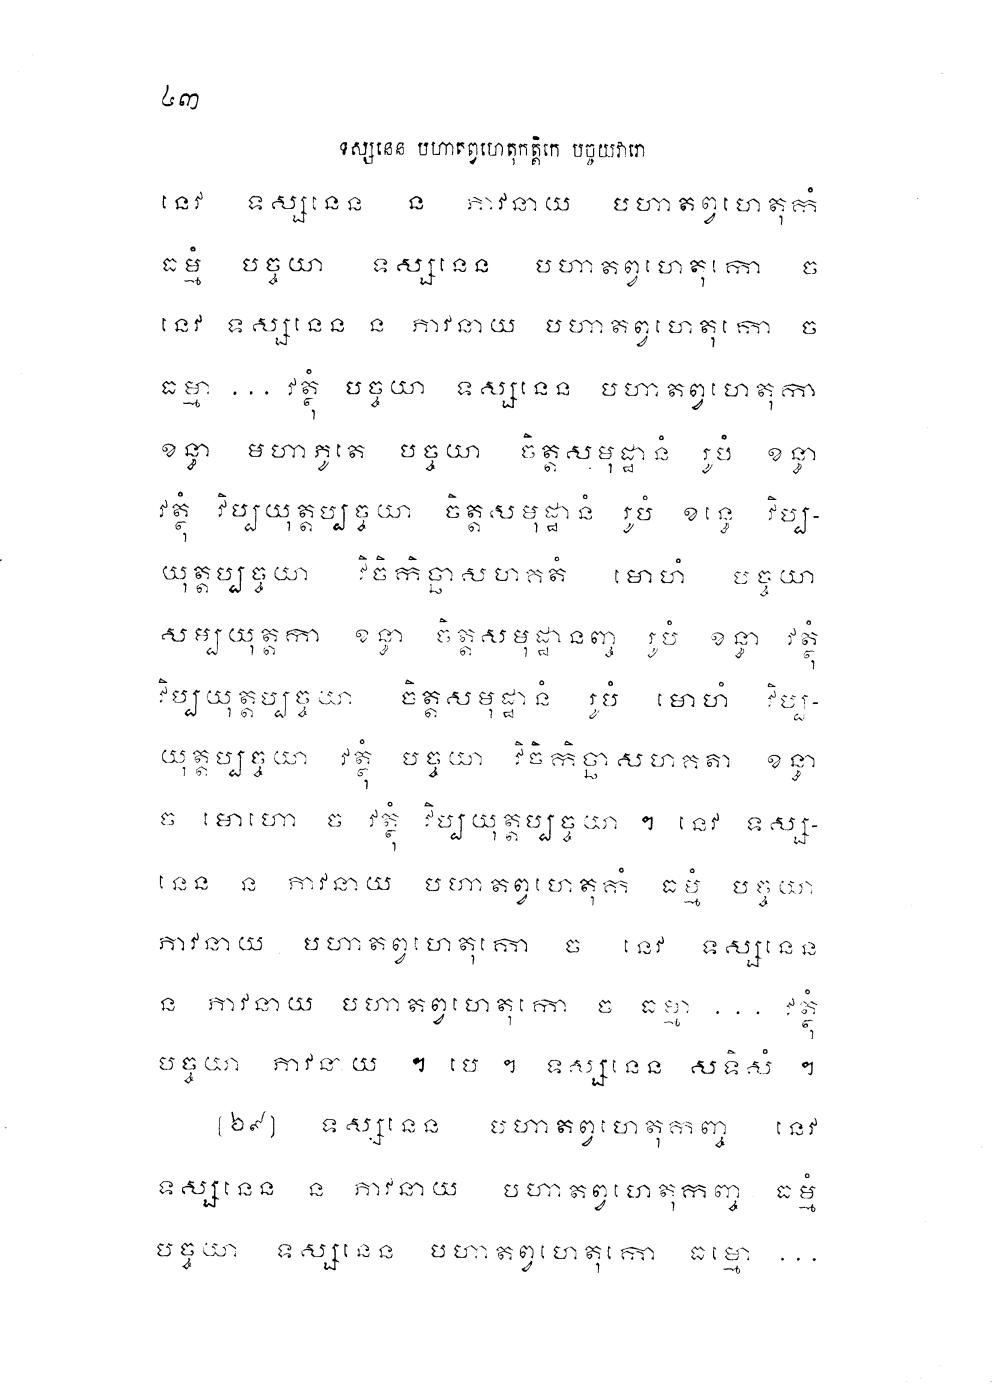 ៤៣
ទស្សនេន បហាតព្វហេតុកត្តិកេ បច្ចយវារោ
នេវ ទស្សនេន ន ភាវនាយ បហាតព្វហេតុកំ
ធម្មំ បច្ចយា ទស្សនេន បហាតព្វហេតុកោ ច
នេវ ទស្សនេន ន ភាវនាយ បហាតព្វហេតុកោ ច
ធម្មា ... វត្ថុំ បច្ចយា ទស្សនេន បហាតព្វហេតុកា
ខន្ធា មហាភូតេ បច្ចយា ចិត្តសមុដ្ឋានំ រូបំ ខន្ធា
វត្ថុំ វិប្បយុត្តប្បច្ចយា ចិត្តសមុដ្ឋានំ រូបំ ខន្ធេ វិប្ប-
យុត្តប្បច្ចយា វិចិកិច្ឆាសហគតំ មោហំ បច្ចយា
សម្បយុត្តកា ខន្ធា ចិត្តសមុដ្ឋានញ្ច រូបំ ខន្ធា វត្ថុំ
វិប្បយុត្តប្បច្ចយា ចិត្តសមុដ្ឋានំ រូបំ មោហំ វិប្ប-
យុត្តប្បច្ចយា វត្ថុំ បច្ចយា វិចិកិច្ឆាសហគតា ខន្ធា
ច មោហោ ច វត្ថុំ វិប្បយុត្តប្បច្ចយា ។ នេវ ទស្ស-
នេន ន ភាវនាយ បហាតព្វហេតុកំ ធម្មំ បច្ចយា
ភាវនាយ បហាតព្វហេតុកោ ច នេវ ទស្សនេន
ន ភាវនាយ បហាតព្វហេតុកោ ច ធម្មា ... វត្ថុំ
បច្ចយា ភាវនាយ ។ បេ ។ ទស្សនេន សទិសំ ។
[២៩] ទស្សនេន បហាតព្វហេតុកញ្ច នេវ
ទស្សនេន ន ភាវនាយ បហាតព្វហេតុកញ្ច ធម្មំ
បច្ចយា ទស្សនេន បហាតព្វហេតុកោ ធម្មោ ...